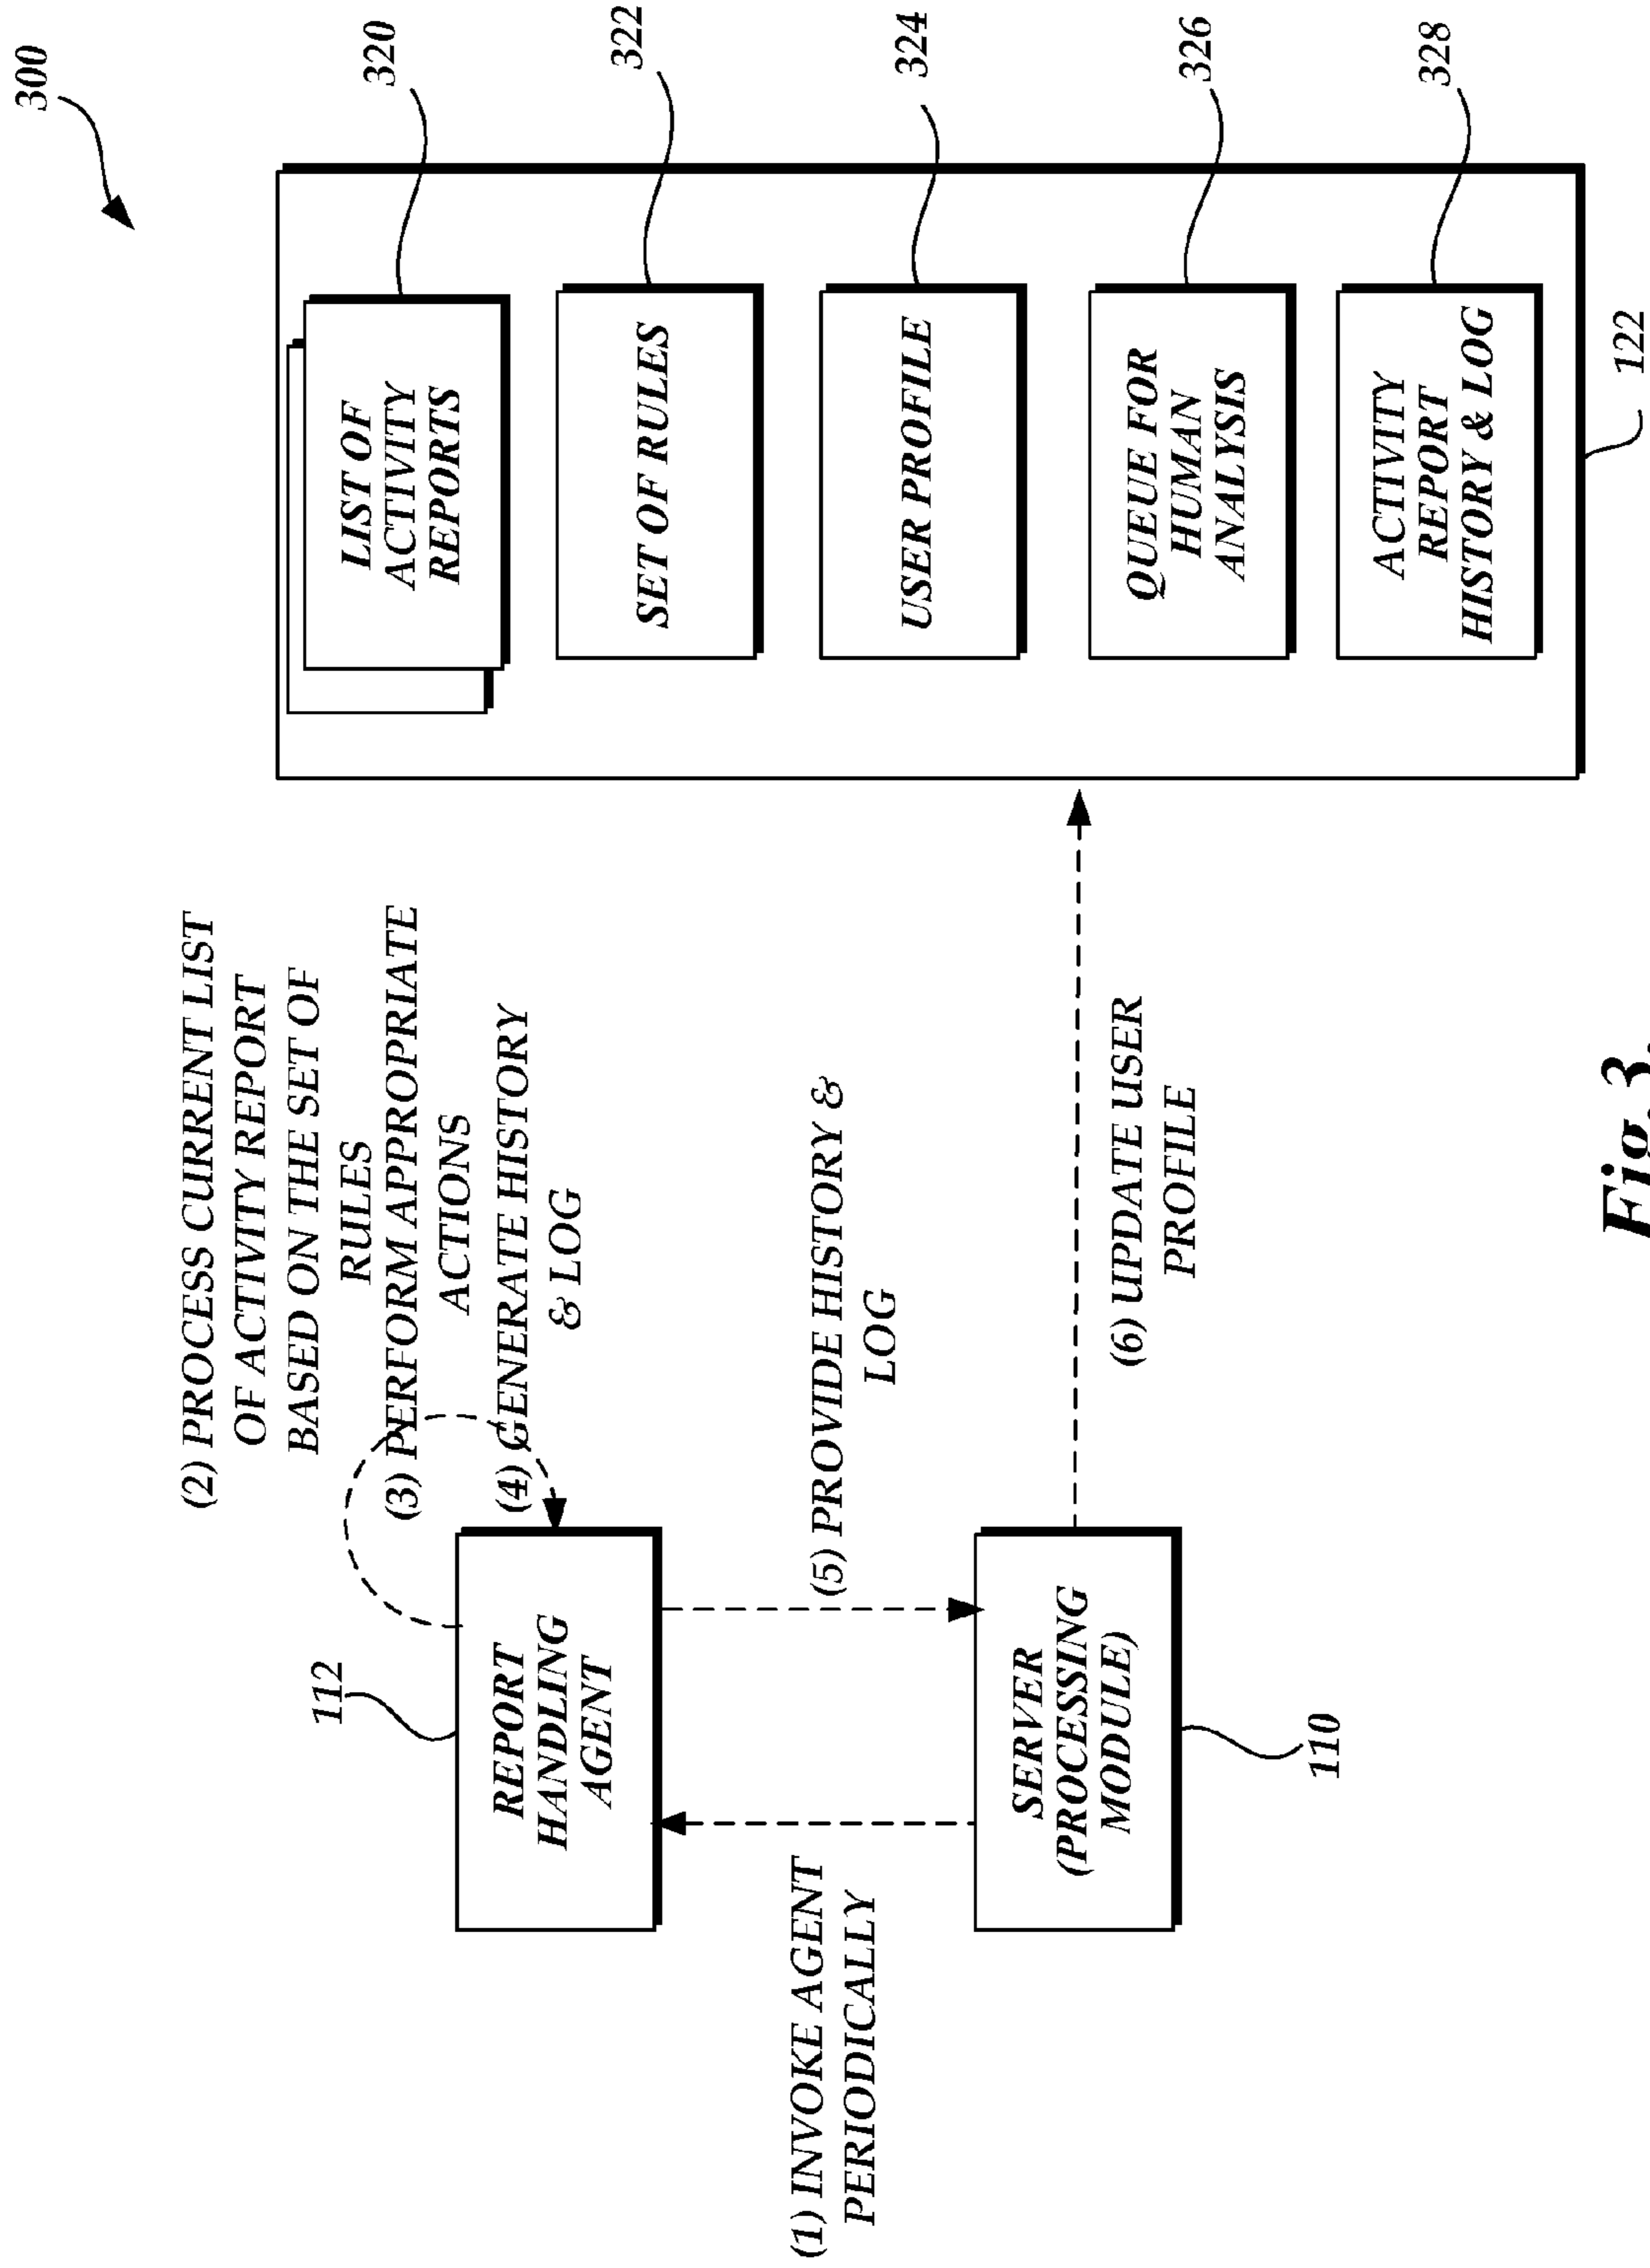 300
(2) PROCESS CURRENT LIST
OF ACTIVITY REPORT
BASED ON THE SET OF
RULES
(3) PERFORM APPROPRIATE
ACTIONS
(4) GENERATE HISTORY
& LOG
112
REPORT
HANDLING
AGENT
(1) INVOKE AGENT
PERIODICALLY
(5) PROVIDE HISTORY &
LOG
SERVER
(PROCESSING
MODULE)
110
(6) UPDATE USER
PROFILE
LIST OF
ACTIVITY
REPORTS
320
SET OF RULES
322
USER PROFILE
324
QUEUE FOR
HUMAN
ANALYSIS
326
ACTIVITY
REPORT
HISTORY & LOG
328
122
Fig.3.